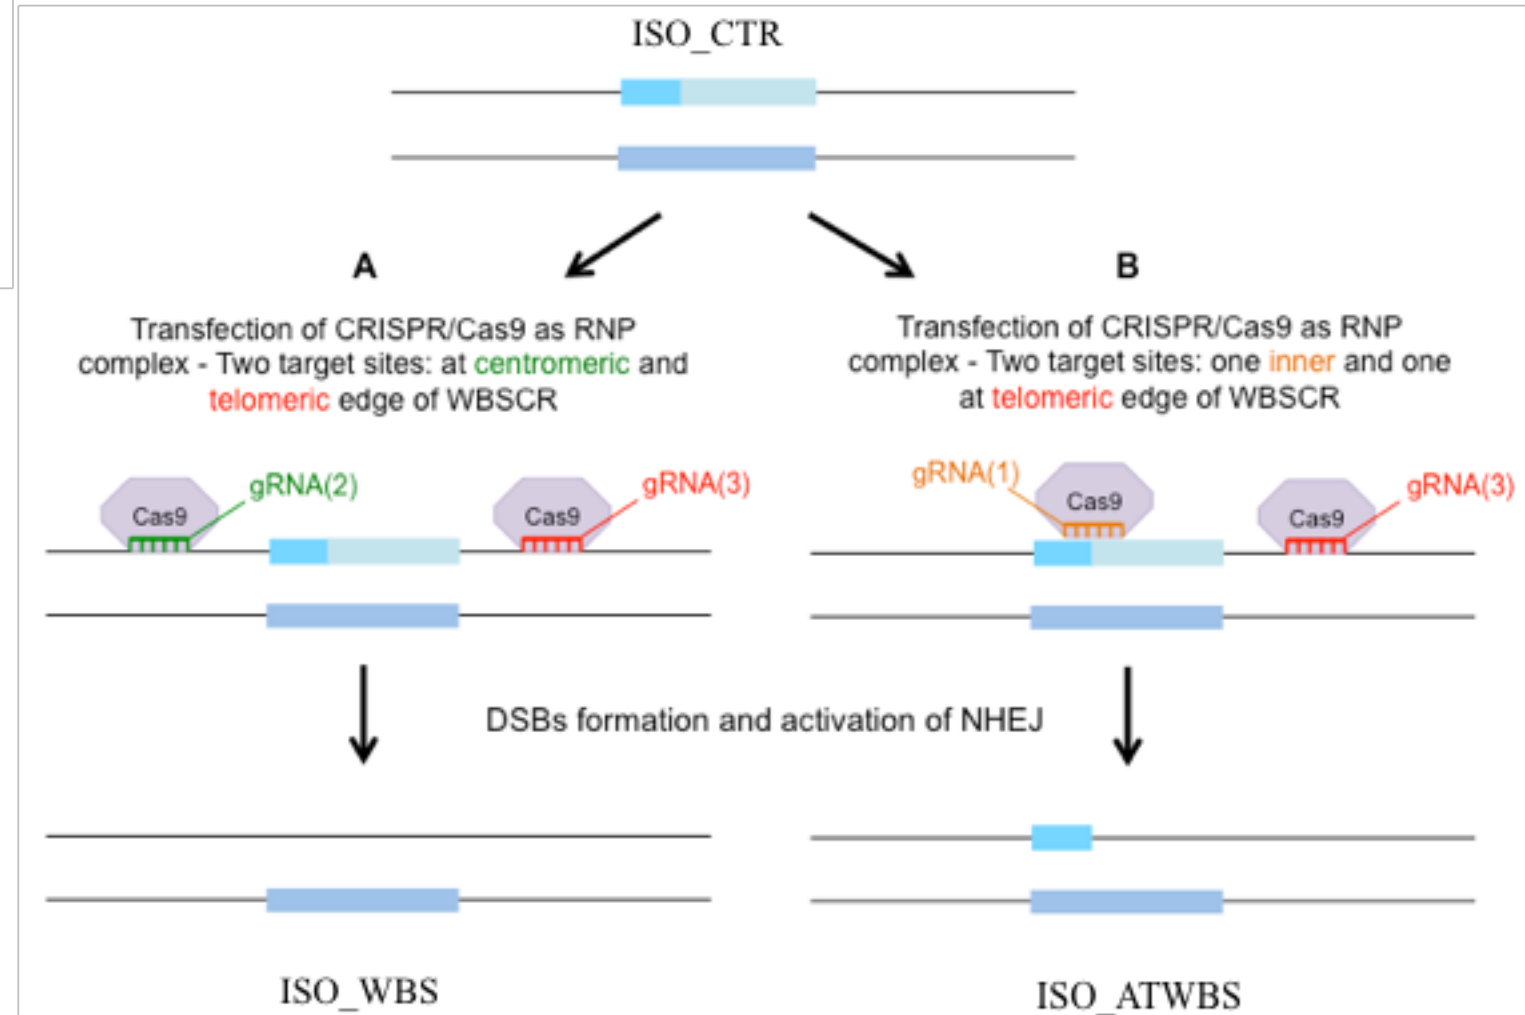 ISO_CTR
A
Transfection of CRISPR/Cas9 as RNP
complex - Two target sites: at centromeric and
telomeric edge of WBSCR
B
Transfection of CRISPR/Cas9 as RNP
complex - Two target sites: one inner and one
at telomeric edge of WBSCR
gRNA(2)
Cas9
gRNA(3)
Cas9
gRNA(1)
Cas9
gRNA(3)
Cas9
DSBs formation and activation of NHEJ
ISO_WBS
ISO_ATWBS